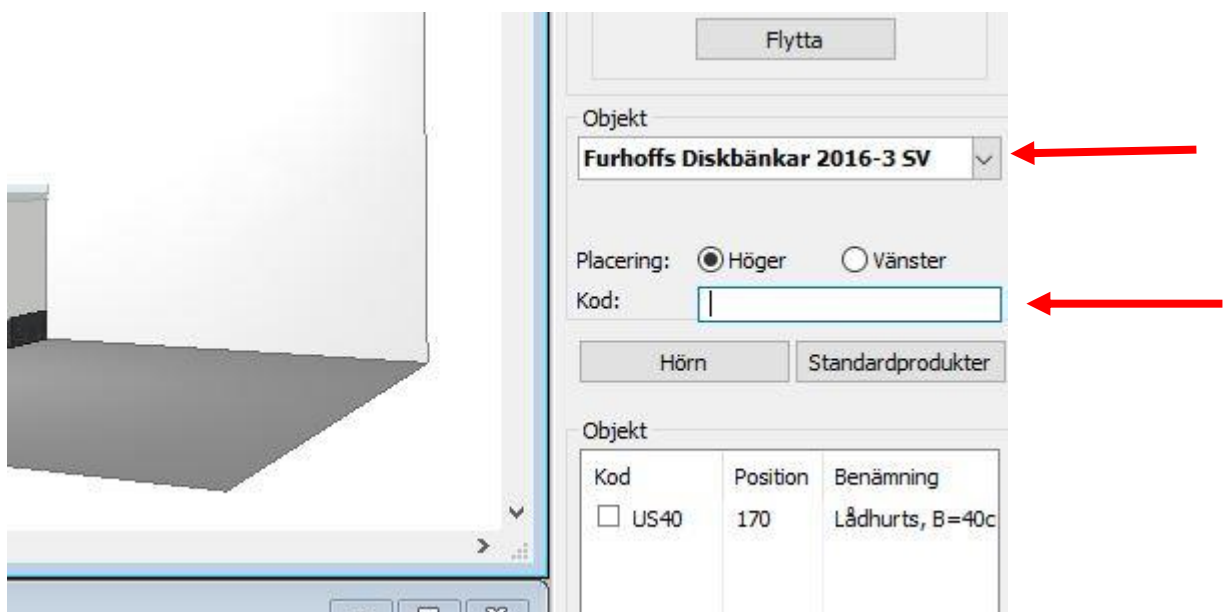 Flytta
Objekt
Furhoffs Diskbänkar 2016-3 SV
Placering: Höger Vänster
Kod:
Hörn Standardprodukter
Objekt
Kod Position Benämning
US40 170 Lådhurts, B=40c